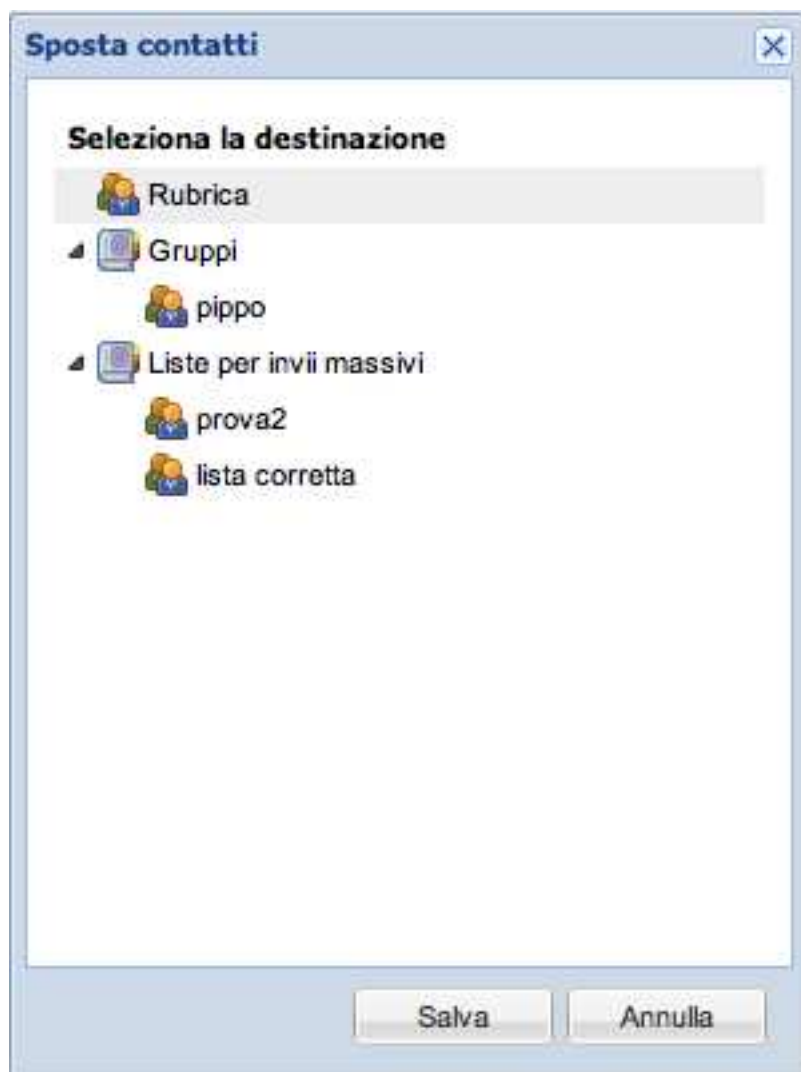 Sposta contatti
Seleziona la destinazione
Rubrica
Gruppi
pippo
Liste per invii massivi
prova2
lista corretta
Salva
Annulla